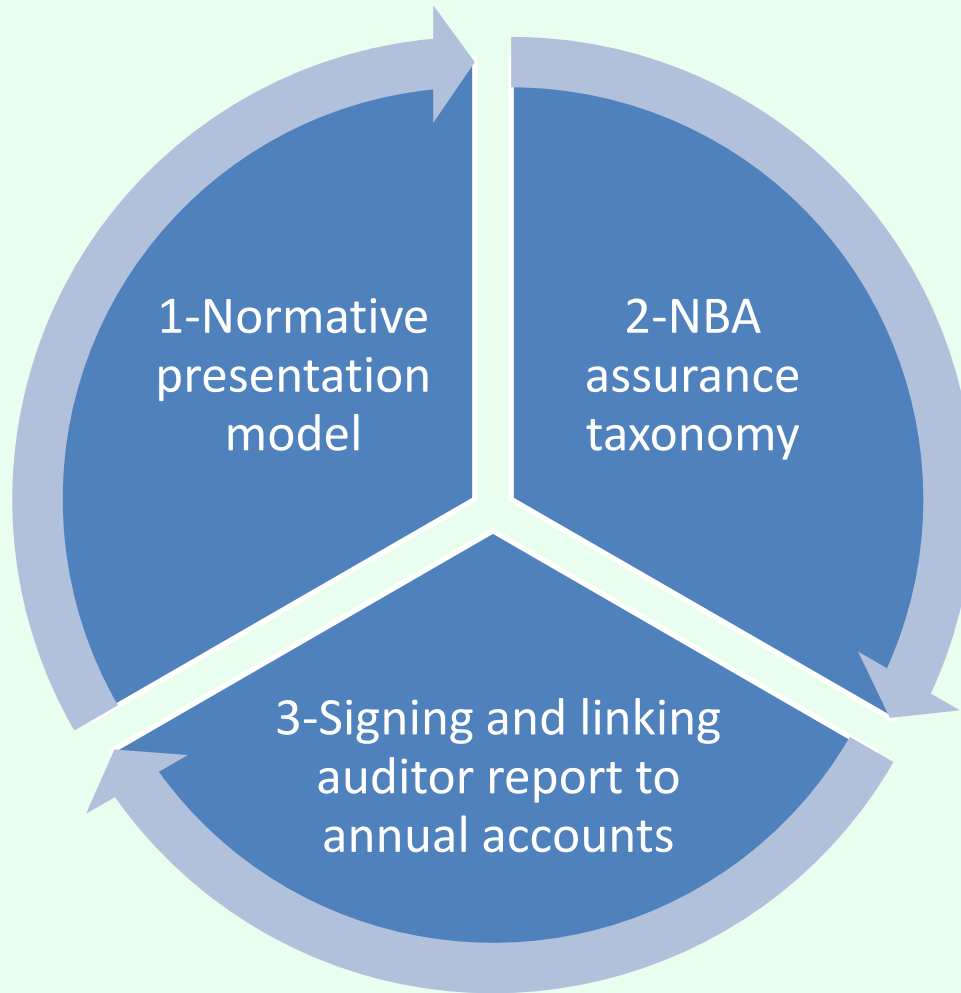 1-Normative
presentation
model
2-NBA
assurance
taxonomy
3-Signing and linking
auditor report to
annual accounts